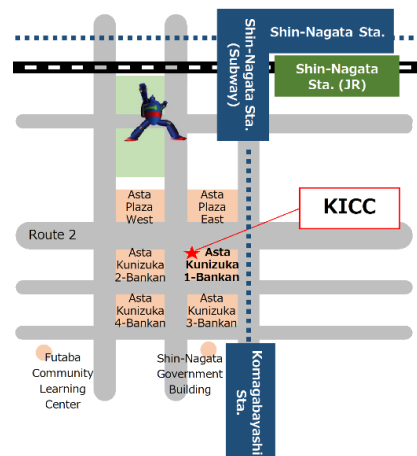 Shin-Nagata Sta.
Shin-Nagata Sta.
(Subway)
Shin-Nagata
Sta. (JR)
Asta
Plaza
West
Asta
Plaza
East
KICC
Route 2
Asta
Kunizuka
2-Bankan
Asta
Kunizuka
1-Bankan
Asta
Kunizuka
4-Bankan
Asta
Kunizuka
3-Bankan
Futaba
Community
Learning
Center
Shin-Nagata
Government
Building
Komagabayashi
Sta.